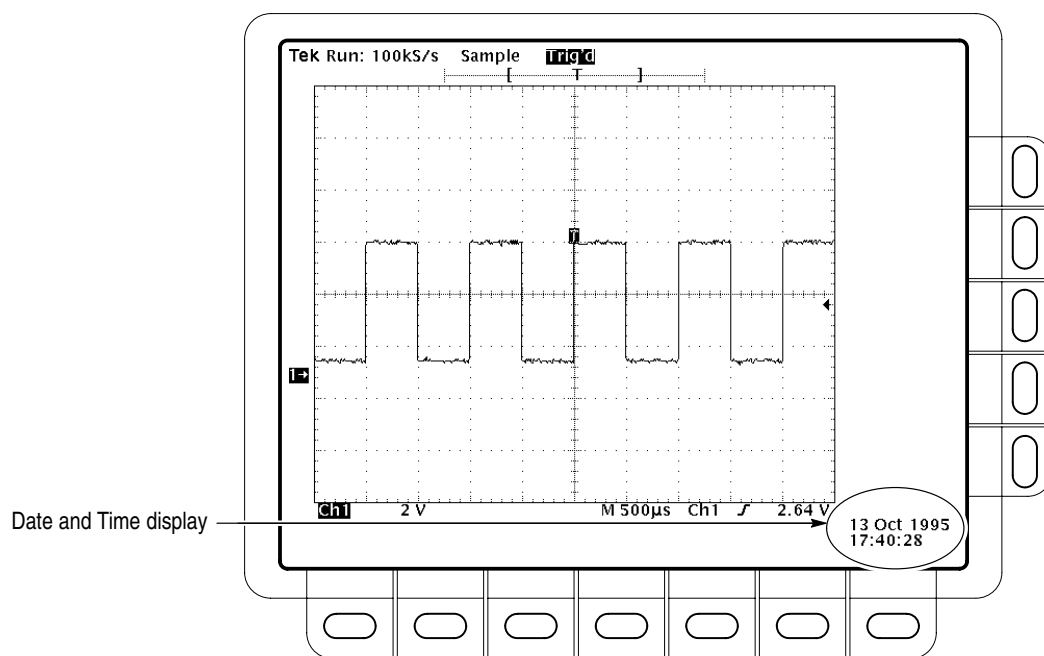 Tek Run: 100kS/s Sample Trig'd
[ T ]
T
1→
Ch1 2 V M 500µs Ch1 2.64 V
Date and Time display
13 Oct 1995
17:40:28